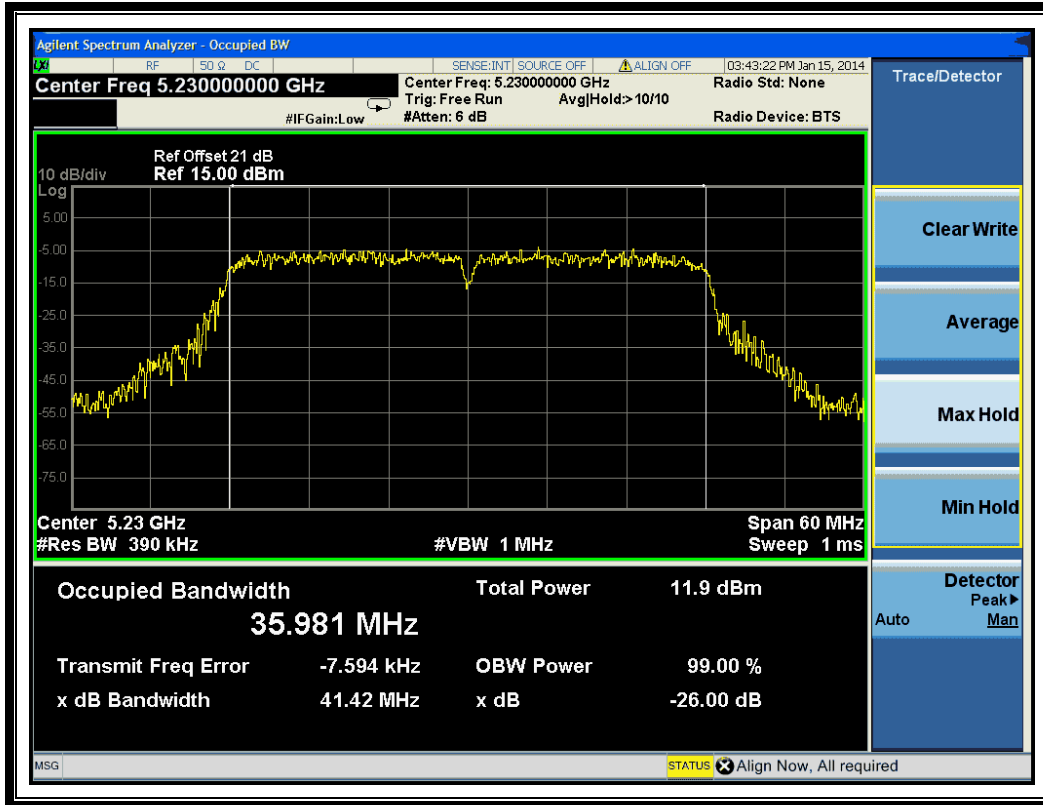 Agilent Spectrum Analyzer - Occupied BW
LXI RF 50 Ω DC SENSE:INT SOURCE OFF ALIGN OFF 03:43:22 PM Jan 15, 2014
Center Freq 5.230000000 GHz
Center Freq: 5.230000000 GHz Radio Std: None
Trig: Free Run Avg|Hold:> 10/10
#IFGain:Low #Atten: 6 dB Radio Device: BTS
Trace/Detector
Ref Offset 21 dB
10 dB/div Ref 15.00 dBm
Log
5.00
-5.00
-15.0
-25.0
-35.0
-45.0
-55.0
-65.0
-75.0
Center 5.23 GHz Span 60 MHz
#Res BW 390 kHz #VBW 1 MHz Sweep 1 ms
Occupied Bandwidth Total Power 11.9 dBm
35.981 MHz
Transmit Freq Error -7.594 kHz OBW Power 99.00 %
x dB Bandwidth 41.42 MHz x dB -26.00 dB
Clear Write
Average
Max Hold
Min Hold
Detector
Peak▶
Auto Man
MSG STATUS Align Now, All required